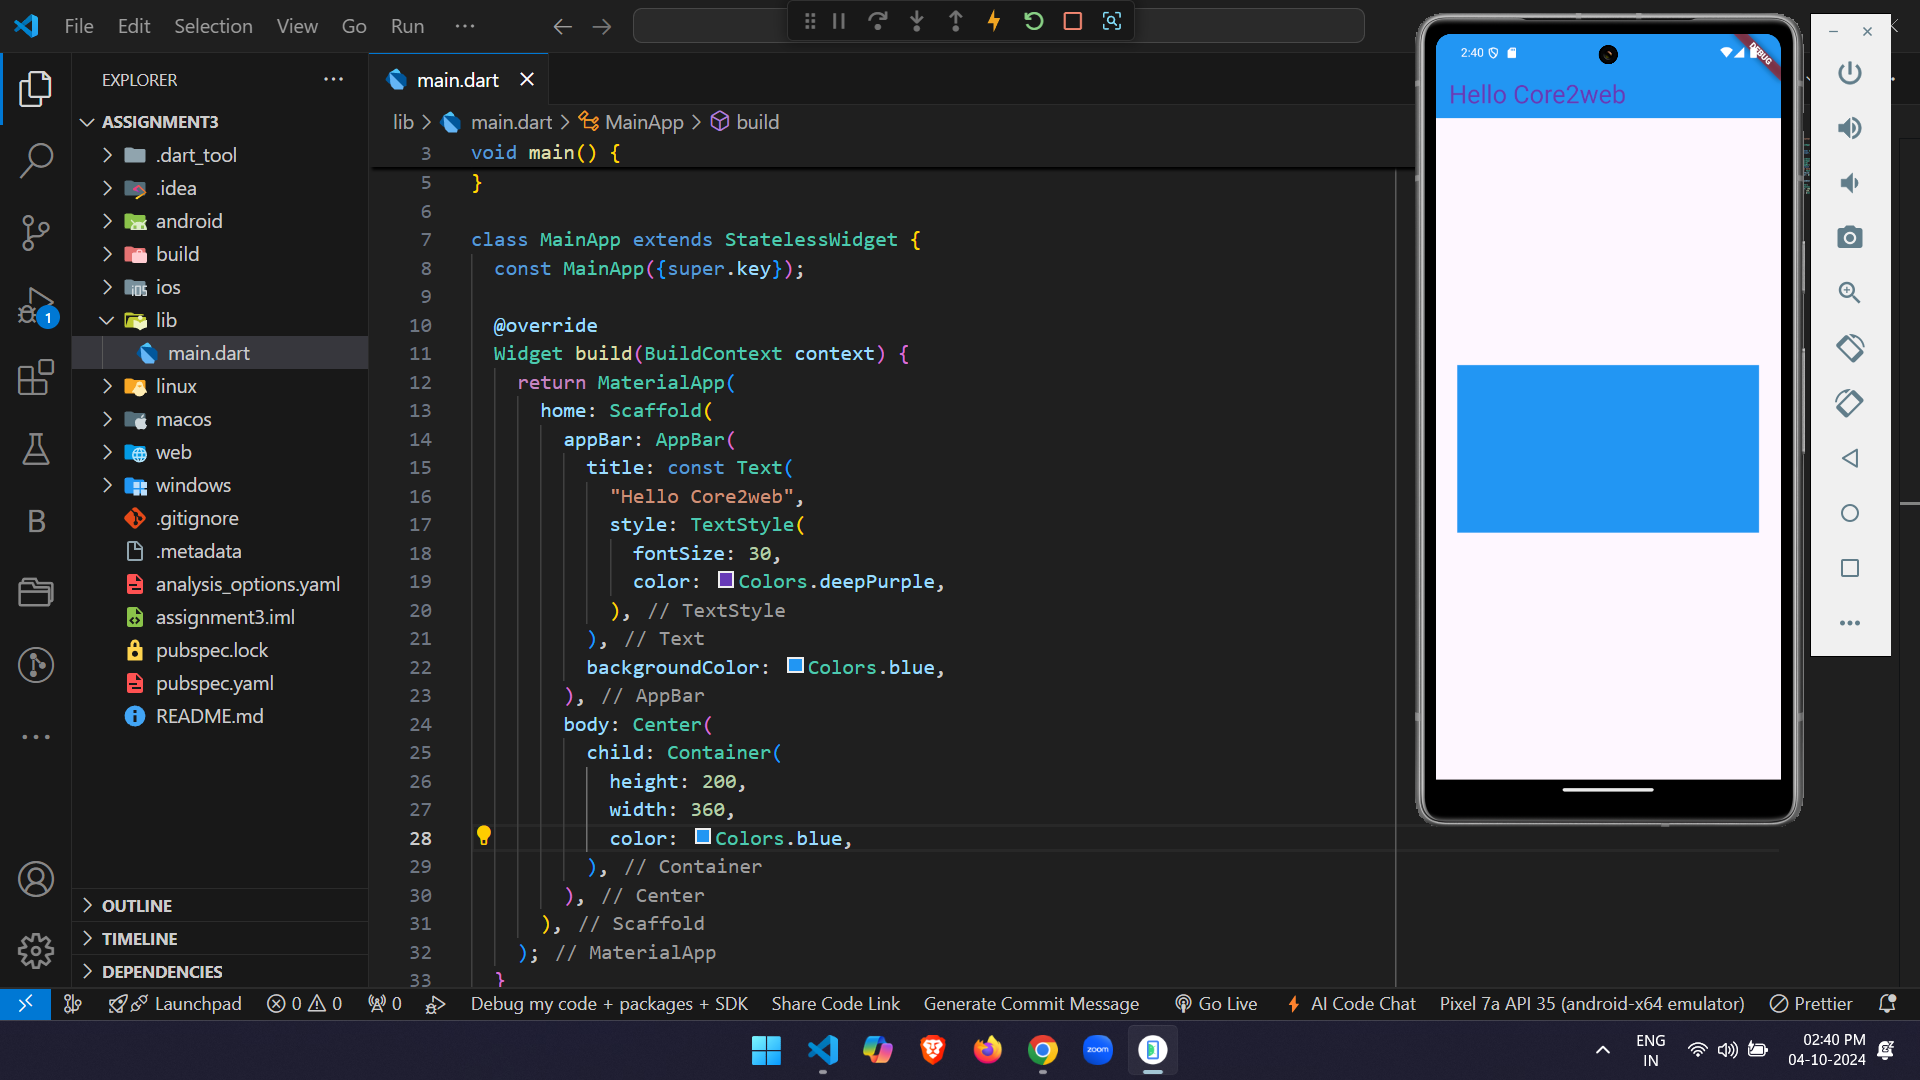 File Edit Selection View Go Run ···
EXPLORER ···
ASSIGNMENT3
.dart_tool
.idea
android
build
ios
lib
main.dart
linux
macos
web
windows
.gitignore
.metadata
analysis_options.yaml
assignment3.iml
pubspec.lock
pubspec.yaml
README.md
OUTLINE
TIMELINE
DEPENDENCIES
1
B
main.dart
lib > main.dart > MainApp > build
3 void main() {
5 }
6
7 class MainApp extends StatelessWidget {
8 const MainApp({super.key});
9
10 @override
11 Widget build(BuildContext context) {
12 return MaterialApp(
13 home: Scaffold(
14 appBar: AppBar(
15 title: const Text(
16 "Hello Core2web",
17 style: TextStyle(
18 fontSize: 30,
19 color: Colors.deepPurple,
20 ), // TextStyle
21 ), // Text
22 backgroundColor: Colors.blue,
23 ), // AppBar
24 body: Center(
25 child: Container(
26 height: 200,
27 width: 360,
28 color: Colors.blue,
29 ), // Container
30 ), // Center
31 ), // Scaffold
32 ); // MaterialApp
33 }
2:40
DEBUG
Hello Core2web
Launchpad 0 0 0 Debug my code + packages + SDK Share Code Link Generate Commit Message Go Live AI Code Chat Pixel 7a API 35 (android-x64 emulator) Prettier
zoom
ENG
IN
02:40 PM
04-10-2024